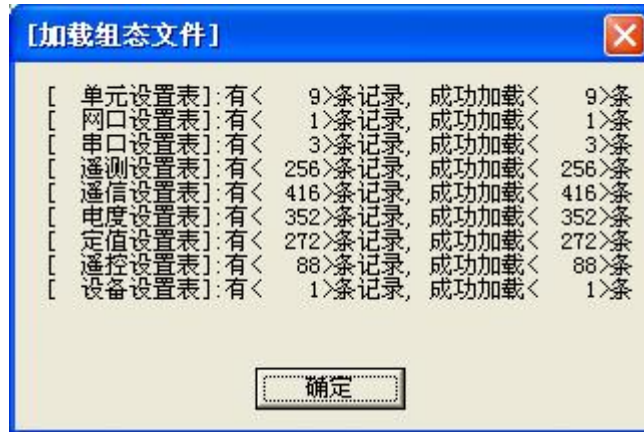 [加载组态文件]
[ 单元设置表]:有< 9>条记录, 成功加载< 9>条
[ 网口设置表]:有< 1>条记录, 成功加载< 1>条
[ 串口设置表]:有< 3>条记录, 成功加载< 3>条
[ 遥测设置表]:有< 256>条记录, 成功加载< 256>条
[ 遥信设置表]:有< 416>条记录, 成功加载< 416>条
[ 电度设置表]:有< 352>条记录, 成功加载< 352>条
[ 定值设置表]:有< 272>条记录, 成功加载< 272>条
[ 遥控设置表]:有< 88>条记录, 成功加载< 88>条
[ 设备设置表]:有< 1>条记录, 成功加载< 1>条
确定